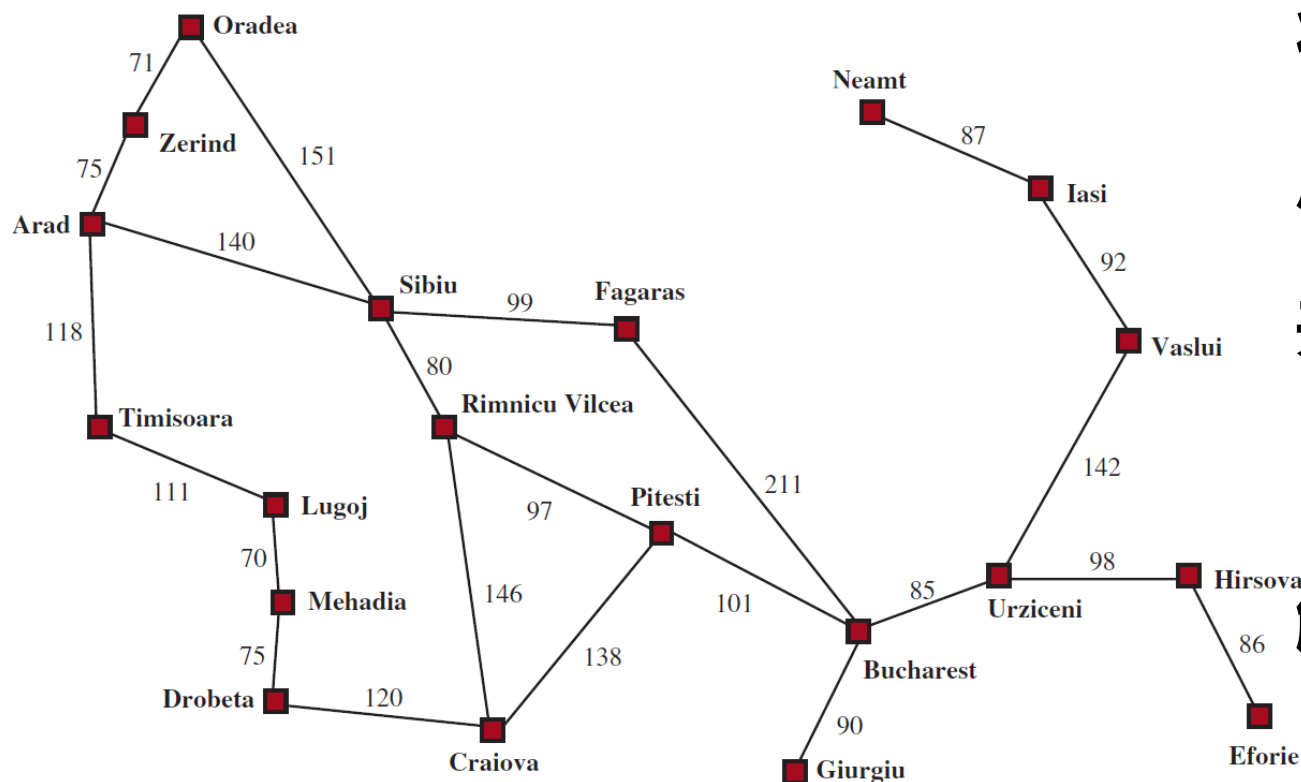 Oradea
71
Neamt
87
Zerind
151
75
Iasi
Arad
140
92
Sibiu
Fagaras
99
118
Vaslui
80
Timisoara
Rimnicu Vilcea
142
211
111
Lugoj
97
Pitesti
70
98
Mehadia
146
101
85
Urziceni
Hirsova
138
86
75
Bucharest
Drobeta
120
90
Craiova
Giurgiu
Eforie